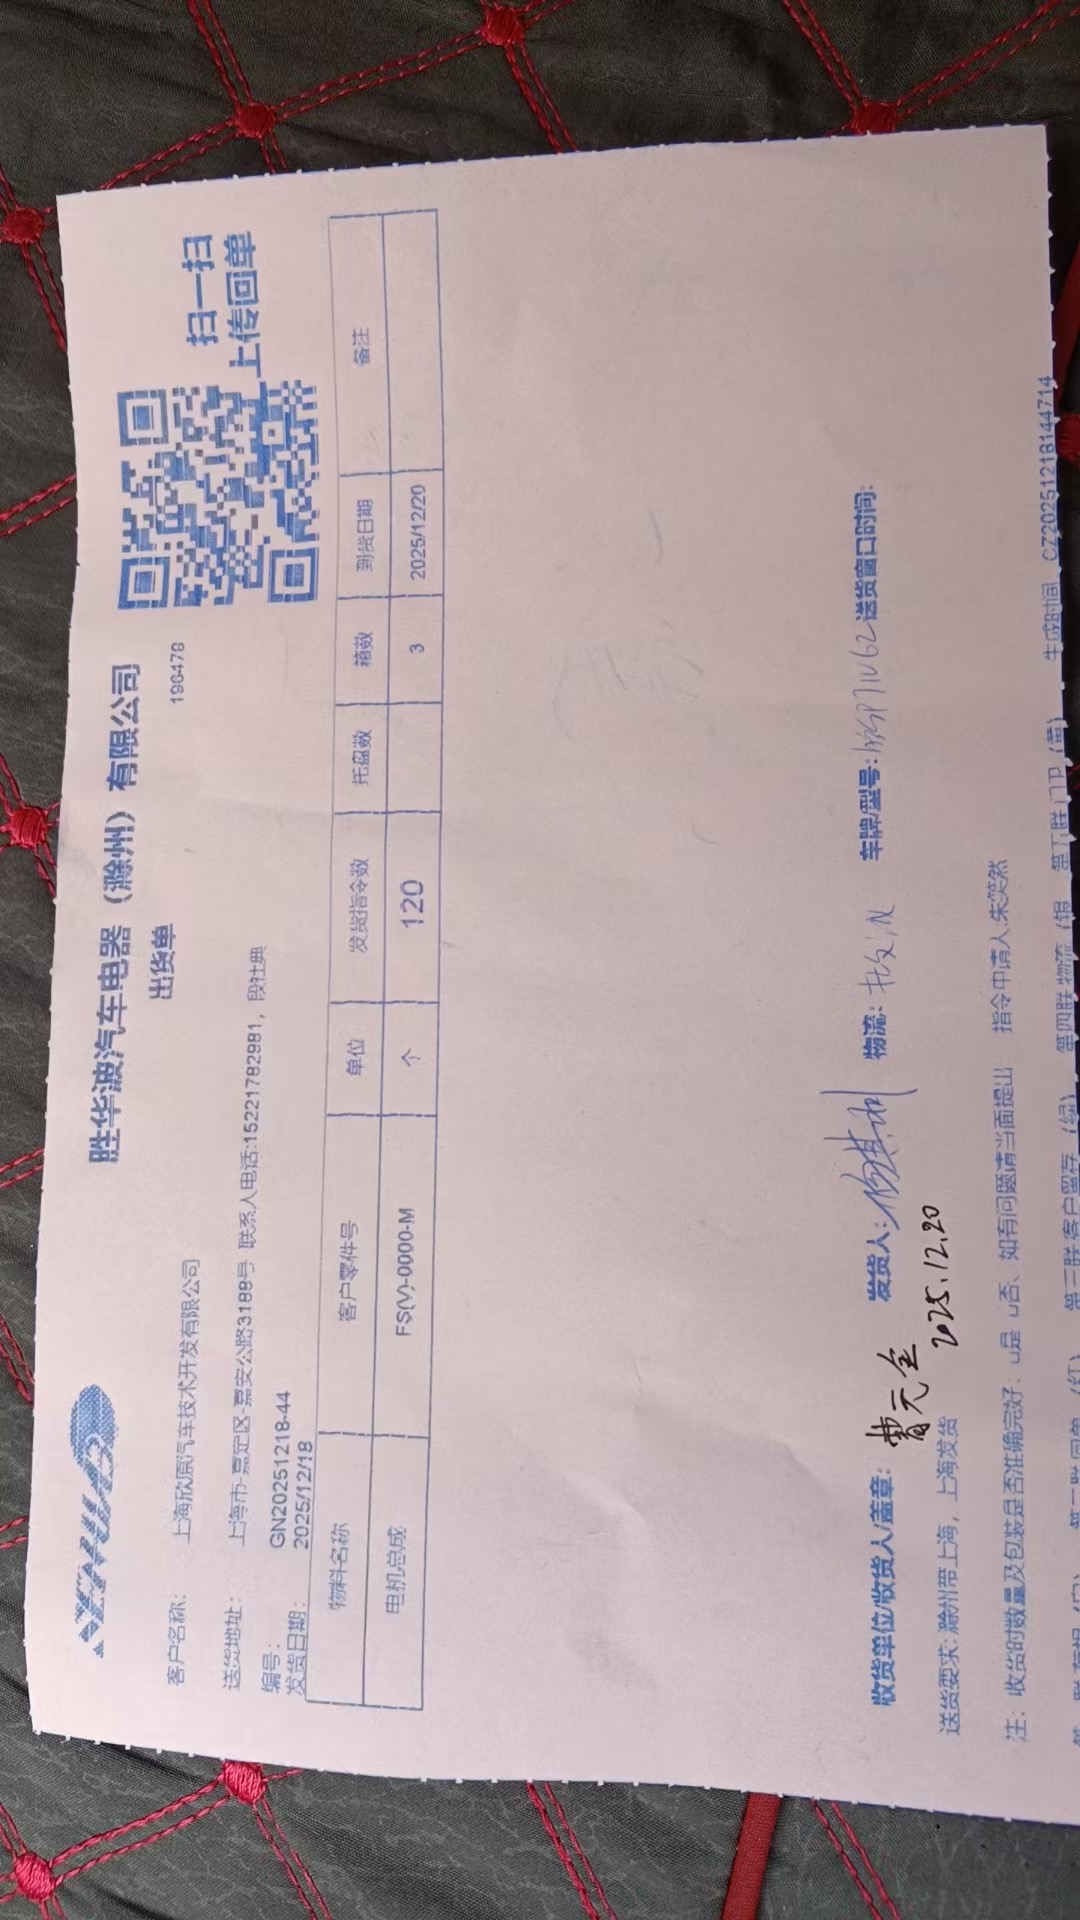 胜华波汽车电器（滁州）有限公司
出货单
196478
扫一扫
上传回单
客户名称： 上海欣原汽车技术开发有限公司
送货地址： 上海市-嘉定区-嘉安公路3188号 联系人电话:15221782981，段社典
编号： GN20251218-44
发货日期： 2025/12/18
物料名称 客户零件号 单位 发货指令数 托盘数 箱数 到货日期 备注
电机总成 FS(V)-0000-M 个 120 3 2025/12/20
收货单位/收货人/盖章： 曹元全 发货人： 物流： 车牌/型号： 送货窗口时间：
2025.12.20
送货要求: 滁州带上海，上海发货
注：收货时数量及包装是否准确完好：□是 □否、如有问题请当面提出 指令申请人:朱笑然
第三联客户留存（绿） 第四联物流（银 第五联门卫（黄） 生成时间 CZ20251218144714